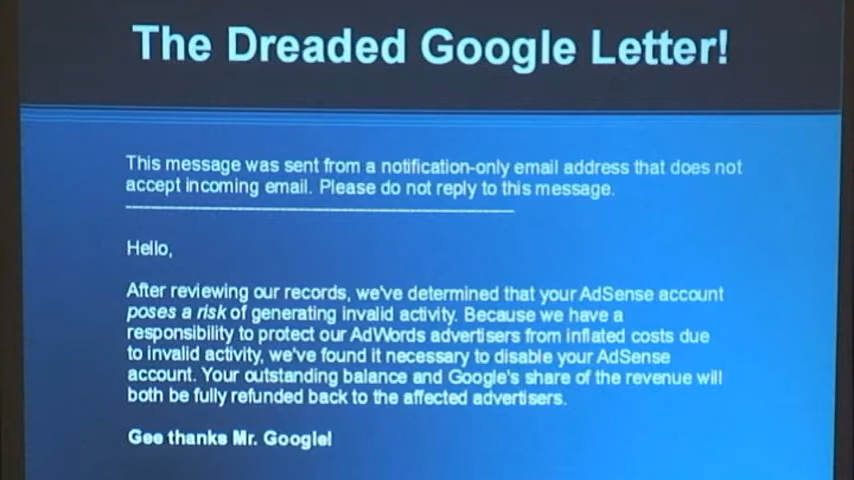 The Dreaded Google Letter!
This message was sent from a notification-only email address that does not
accept incoming email. Please do not reply to this message.
Hello,
After reviewing our records, we've determined that your AdSense account
poses a risk of generating invalid activity. Because we have a
responsibility to protect our AdWords advertisers from inflated costs due
to invalid activity, we've found it necessary to disable your AdSense
account. Your outstanding balance and Google's share of the revenue will
both be fully refunded back to the affected advertisers.
Gee thanks Mr. Google!